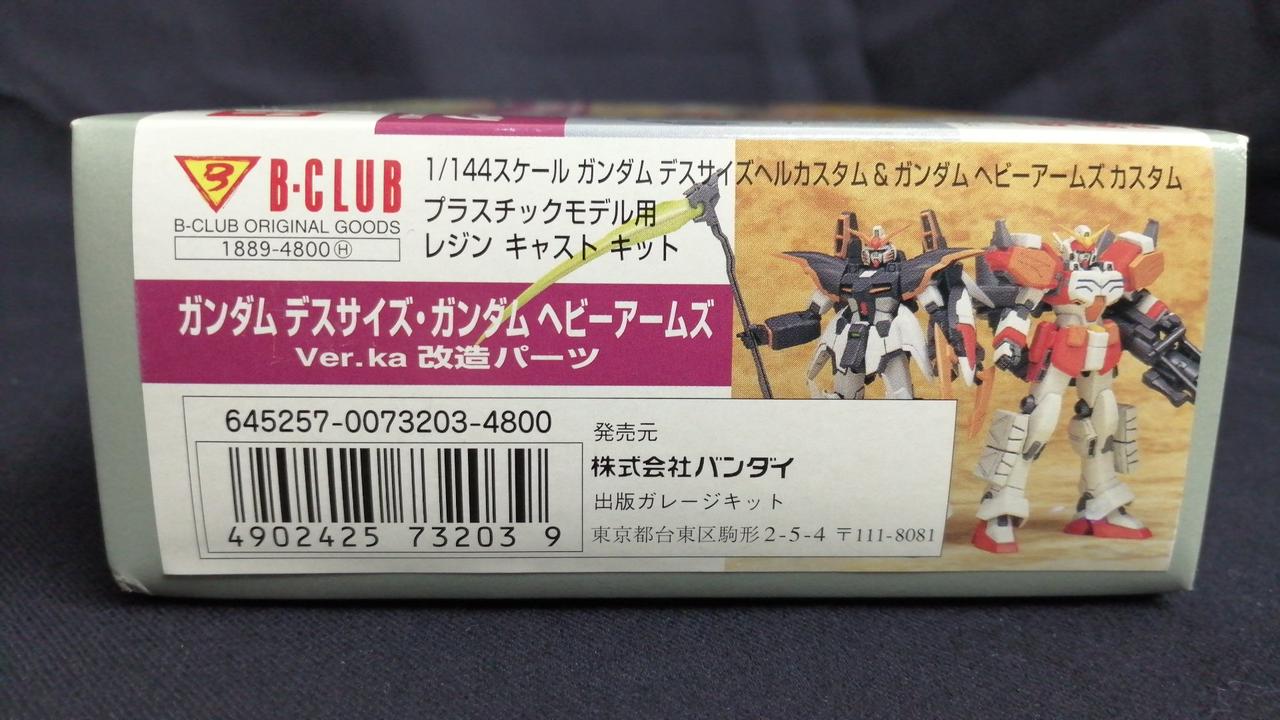 B-CLUB
B-CLUB ORIGINAL GOODS
1889-4800Ⓗ
1/144スケール ガンダム デスサイズヘルカスタム & ガンダム ヘビーアームズカスタム
プラスチックモデル用
レジン キャスト キット
ガンダム デスサイズ・ガンダム ヘビーアームズ
Ver.ka 改造パーツ
645257-0073203-4800
4902425 73203 9
発売元
株式会社バンダイ
出版ガレージキット
東京都台東区駒形2-5-4 〒111-8081